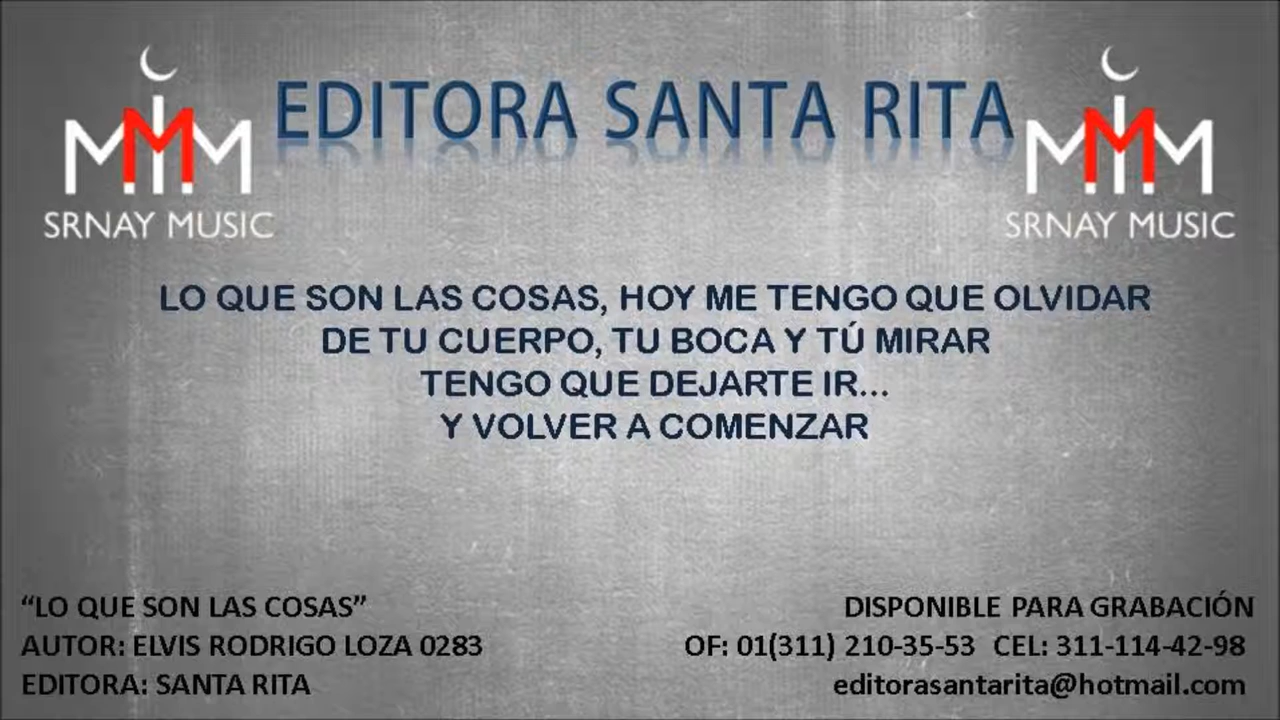 EDITORA SANTA RITA
SRNAY MUSIC
SRNAY MUSIC
LO QUE SON LAS COSAS, HOY ME TENGO QUE OLVIDAR
DE TU CUERPO, TU BOCA Y TÚ MIRAR
TENGO QUE DEJARTE IR...
Y VOLVER A COMENZAR
“LO QUE SON LAS COSAS”
AUTOR: ELVIS RODRIGO LOZA 0283
EDITORA: SANTA RITA
DISPONIBLE PARA GRABACIÓN
OF: 01(311) 210-35-53 CEL: 311-114-42-98
editorasantarita@hotmail.com